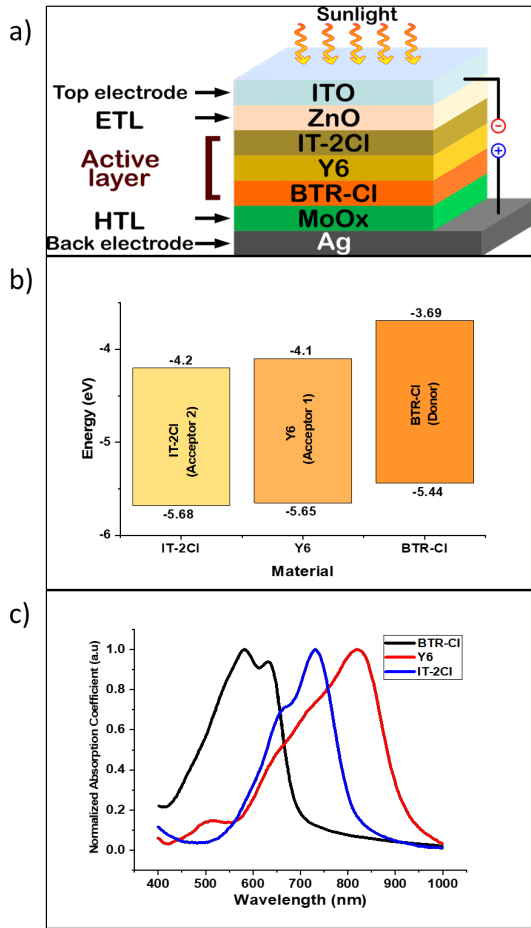 a)
Sunlight
Top electrode
ITO
ETL
ZnO
IT-2Cl
Active
layer
Y6
BTR-Cl
HTL
MoOx
Back electrode
Ag
−
+
b)
Energy (eV)
-4
-5
-6
-4.2
IT-2Cl
(Acceptor 2)
-5.68
-4.1
Y6
(Acceptor 1)
-5.65
-3.69
BTR-Cl
(Donor)
-5.44
IT-2Cl
Y6
BTR-Cl
Material
c)
Normalized Absorption Coefficient (a.u)
1.0
0.8
0.6
0.4
0.2
0.0
BTR-Cl
Y6
IT-2Cl
400 500 600 700 800 900 1000
Wavelength (nm)